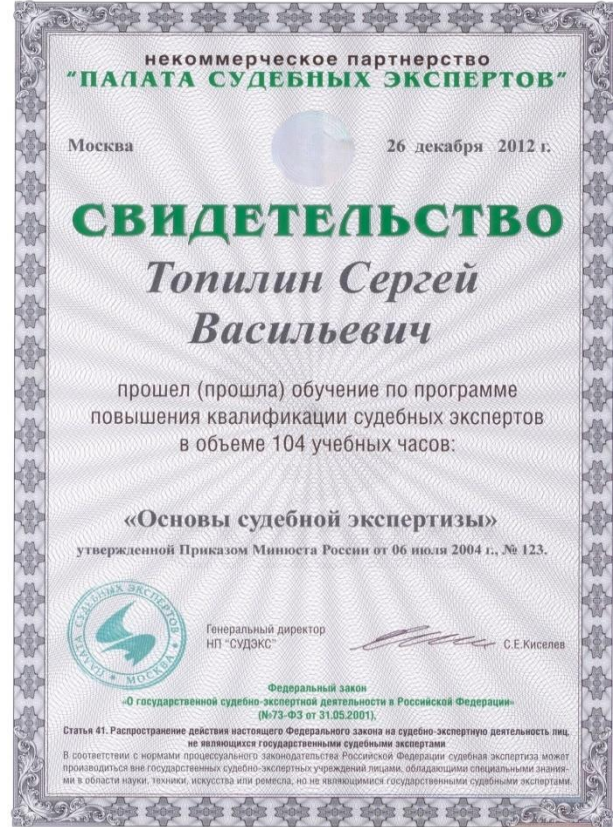 некоммерческое партнерство
"ПАЛАТА СУДЕБНЫХ ЭКСПЕРТОВ"
Москва 26 декабря 2012 г.
СВИДЕТЕЛЬСТВО
Топилин Сергей
Васильевич
прошел (прошла) обучение по программе
повышения квалификации судебных экспертов
в объеме 104 учебных часов:
«Основы судебной экспертизы»
утвержденной Приказом Минюста России от 06 июля 2004 г., № 123.
ПАЛАТА СУДЕБНЫХ ЭКСПЕРТОВ
МОСКВА
Генеральный директор
НП "СУДЭКС" С.Е.Киселев
Федеральный закон
«О государственной судебно-экспертной деятельности в Российской Федерации»
(№73-ФЗ от 31.05.2001).
Статья 41. Распространение действия настоящего Федерального закона на судебно-экспертную деятельность лиц,
не являющихся государственными судебными экспертами
В соответствии с нормами процессуального законодательства Российской Федерации судебная экспертиза может
производиться вне государственных судебно-экспертных учреждений лицами, обладающими специальными знания-
ми в области науки, техники, искусства или ремесла, но не являющимися государственными судебными экспертами.